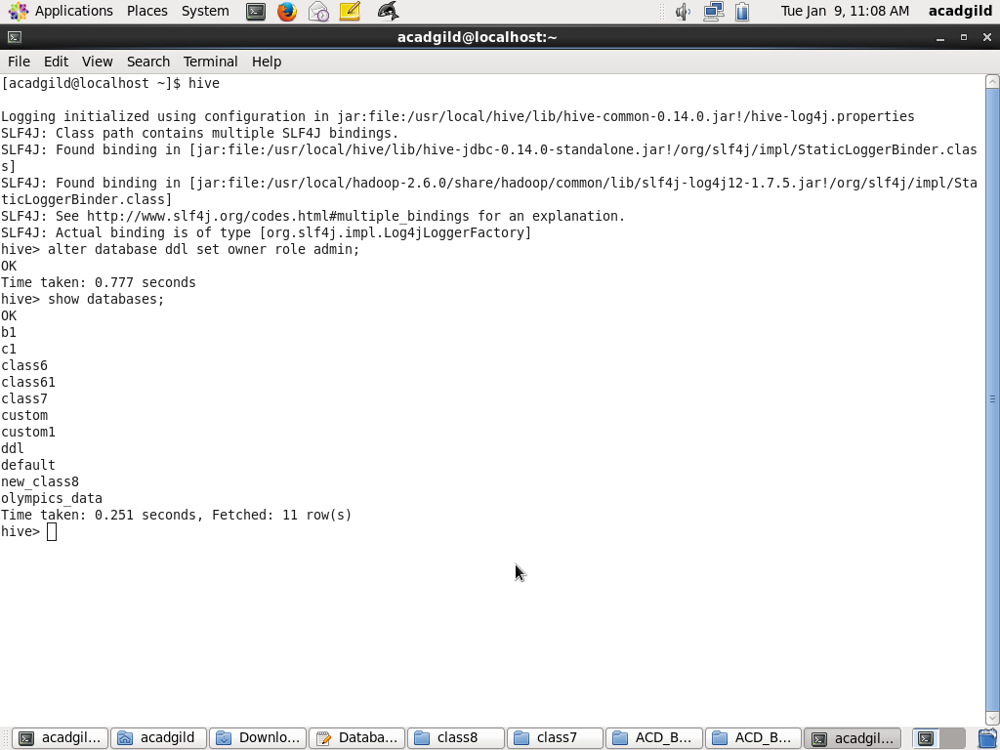 Applications Places System Tue Jan 9, 11:08 AM acadgild
acadgild@localhost:~
File Edit View Search Terminal Help
[acadgild@localhost ~]$ hive
Logging initialized using configuration in jar:file:/usr/local/hive/lib/hive-common-0.14.0.jar!/hive-log4j.properties
SLF4J: Class path contains multiple SLF4J bindings.
SLF4J: Found binding in [jar:file:/usr/local/hive/lib/hive-jdbc-0.14.0-standalone.jar!/org/slf4j/impl/StaticLoggerBinder.clas
s]
SLF4J: Found binding in [jar:file:/usr/local/hadoop-2.6.0/share/hadoop/common/lib/slf4j-log4j12-1.7.5.jar!/org/slf4j/impl/Sta
ticLoggerBinder.class]
SLF4J: See http://www.slf4j.org/codes.html#multiple_bindings for an explanation.
SLF4J: Actual binding is of type [org.slf4j.impl.Log4jLoggerFactory]
hive> alter database ddl set owner role admin;
OK
Time taken: 0.777 seconds
hive> show databases;
OK
b1
c1
class6
class61
class7
custom
custom1
ddl
default
new_class8
olympics_data
Time taken: 0.251 seconds, Fetched: 11 row(s)
hive>
acadgil... acadgild Downlo... Databa... class8 class7 ACD_B... ACD_B... acadgil...